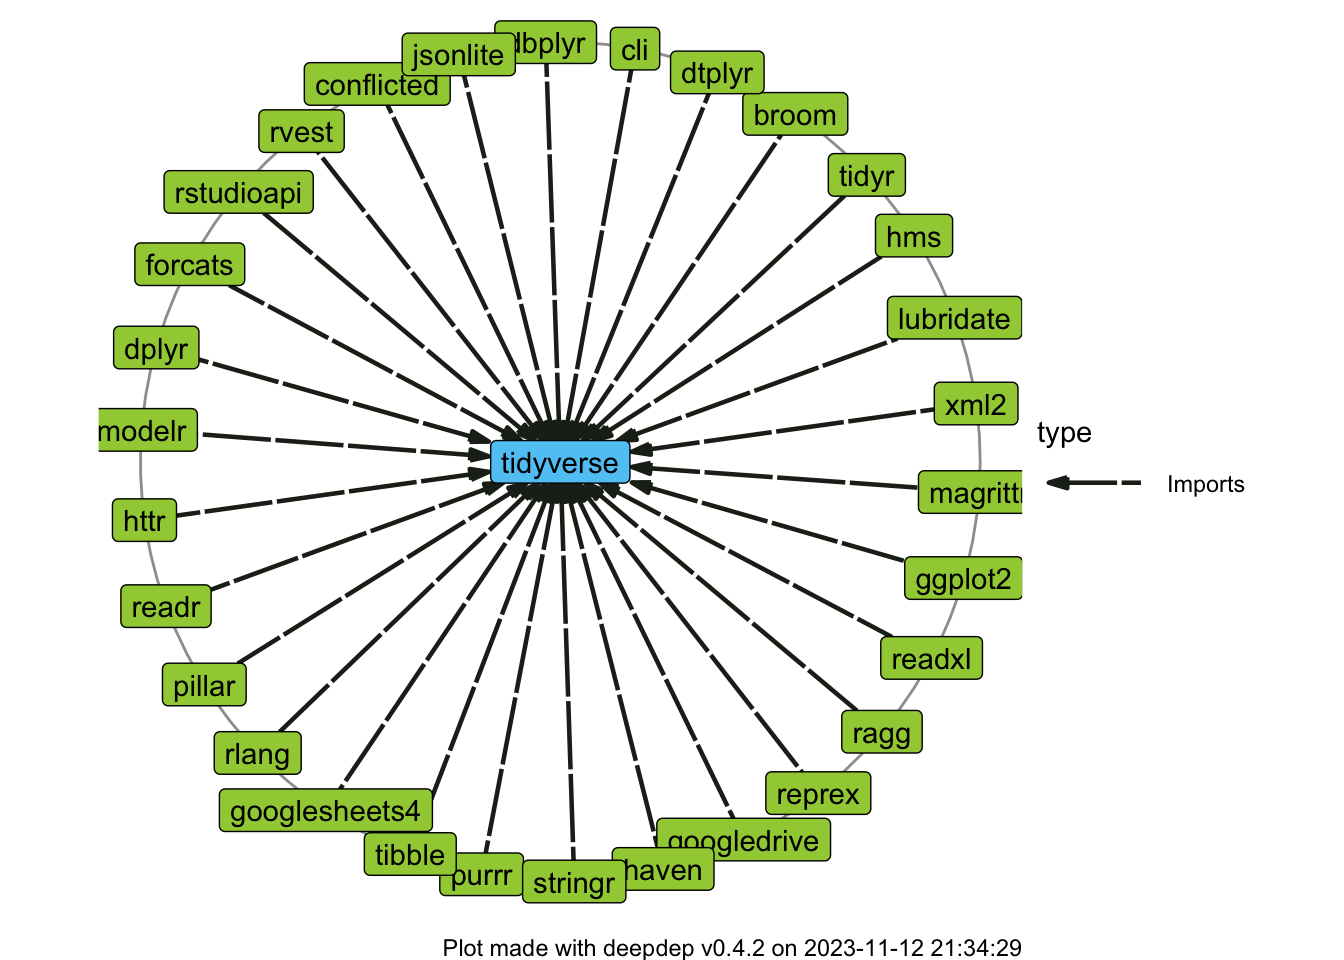 dbplyr
cli
jsonlite
dtplyr
conflicted
broom
rvest
tidyr
rstudioapi
hms
forcats
lubridate
dplyr
xml2
modelr
type
tidyverse
Imports
magrittr
httr
ggplot2
readr
readxl
pillar
ragg
rlang
reprex
googlesheets4
googledrive
tibble
haven
purrr
stringr
Plot made with deepdep v0.4.2 on 2023-11-12 21:34:29